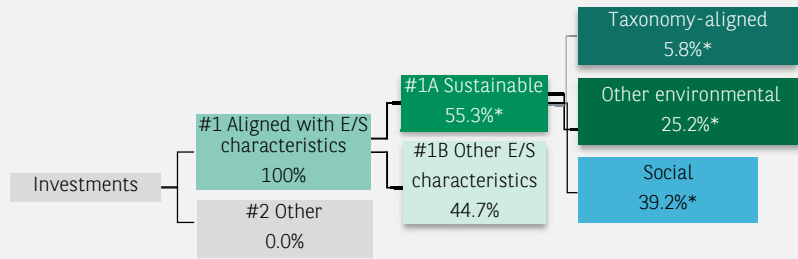 Investments
#1 Aligned with E/S
characteristics
100%
#2 Other
0.0%
#1A Sustainable
55.3%*
#1B Other E/S
characteristics
44.7%
Taxonomy-aligned
5.8%*
Other environmental
25.2%*
Social
39.2%*